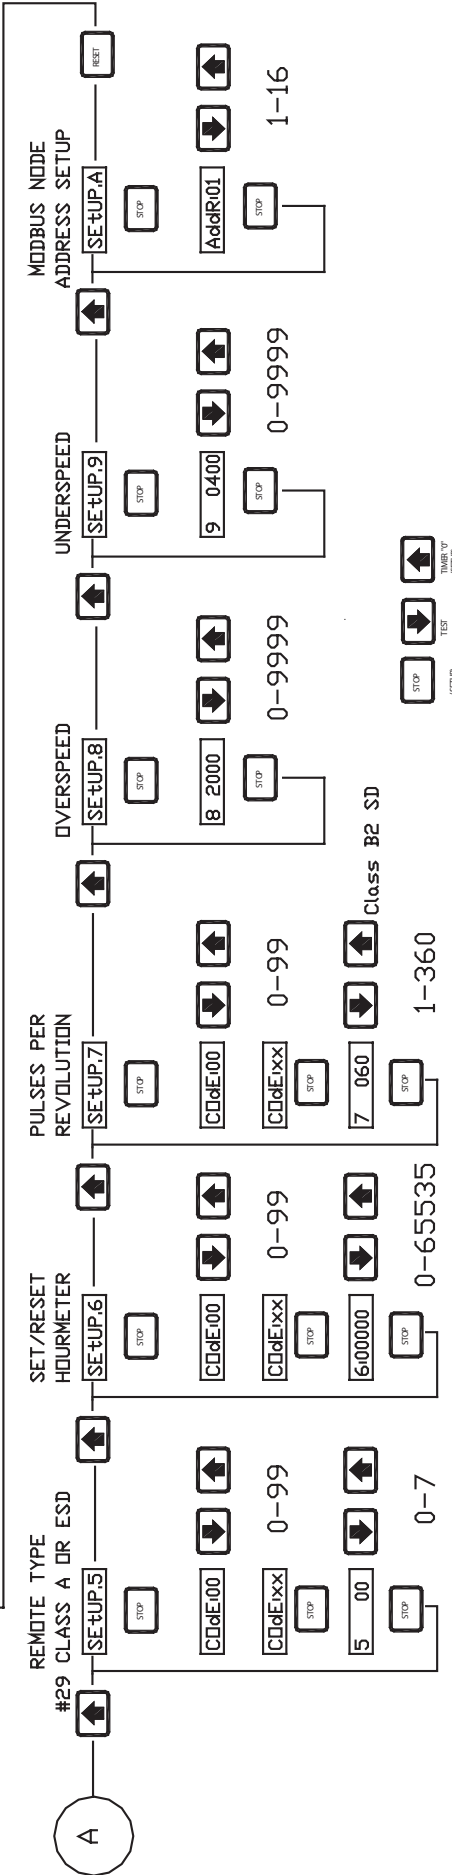 A
REMOTE TYPE
#29 CLASS A OR ESD
SEtUP.5
STOP
COdE:00
0-99
COdE:xx
STOP
5 00
STOP
0-7
SET/RESET
HOURMETER
SEtUP.6
STOP
COdE:00
0-99
COdE:xx
STOP
6:00000
STOP
0-65535
PULSES PER
REVOLUTION
SEtUP.7
STOP
COdE:00
0-99
COdE:xx
STOP
7 060
Class B2 SD
STOP
1-360
OVERSPEED
SEtUP.8
STOP
8 2000
0-9999
STOP
UNDERSPEED
SEtUP.9
STOP
9 0400
0-9999
STOP
MODBUS NODE
ADDRESS SETUP
SEtUP.A
STOP
AddR:01
1-16
STOP
RESET
STOP
TEST
TIMER "0"